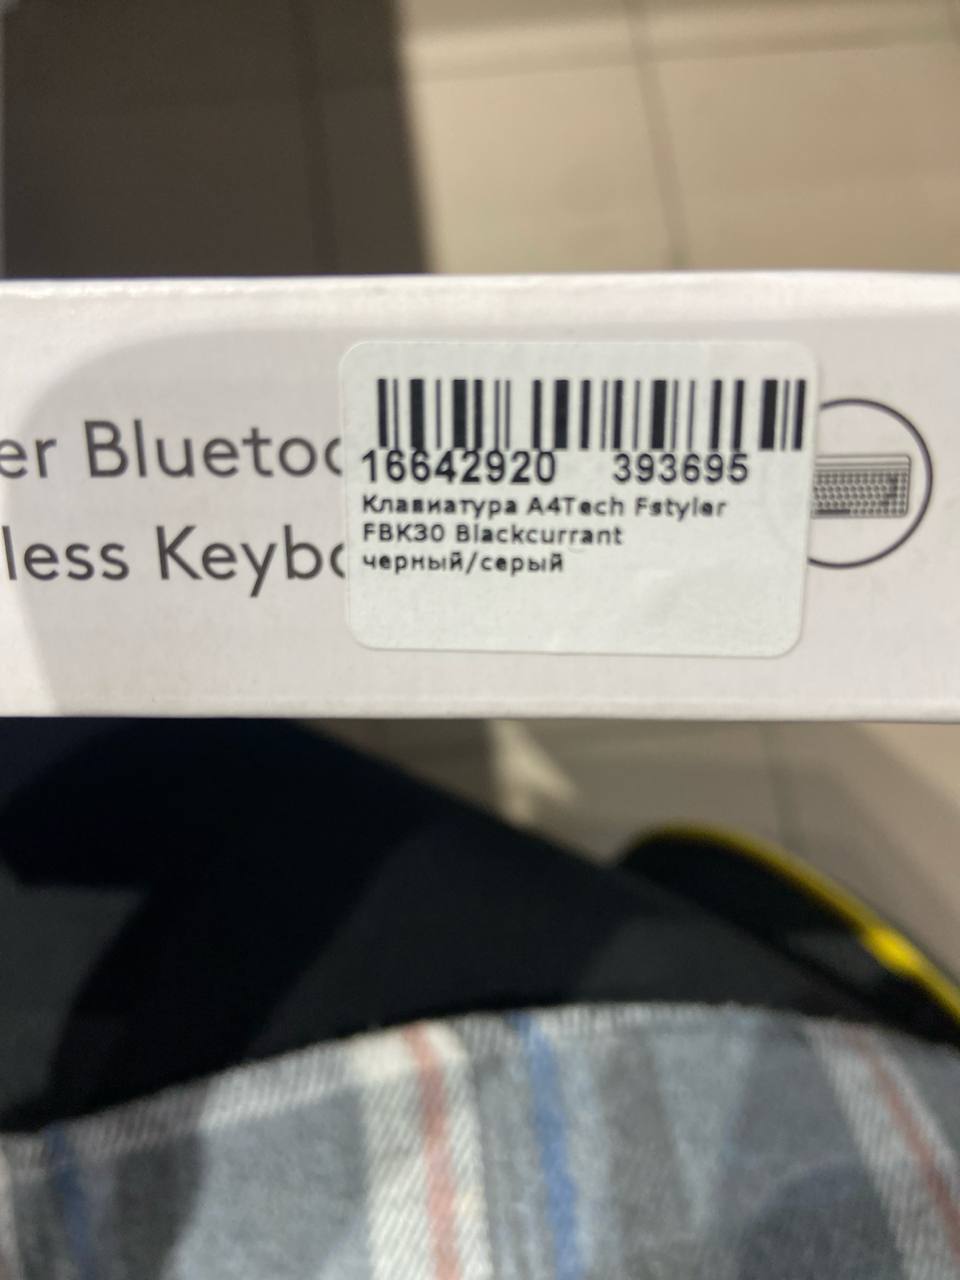 er Bluetoo
less Keybo
16642920 393695
Клавиатура A4Tech Fstyler
FBK30 Blackcurrant
черный/серый